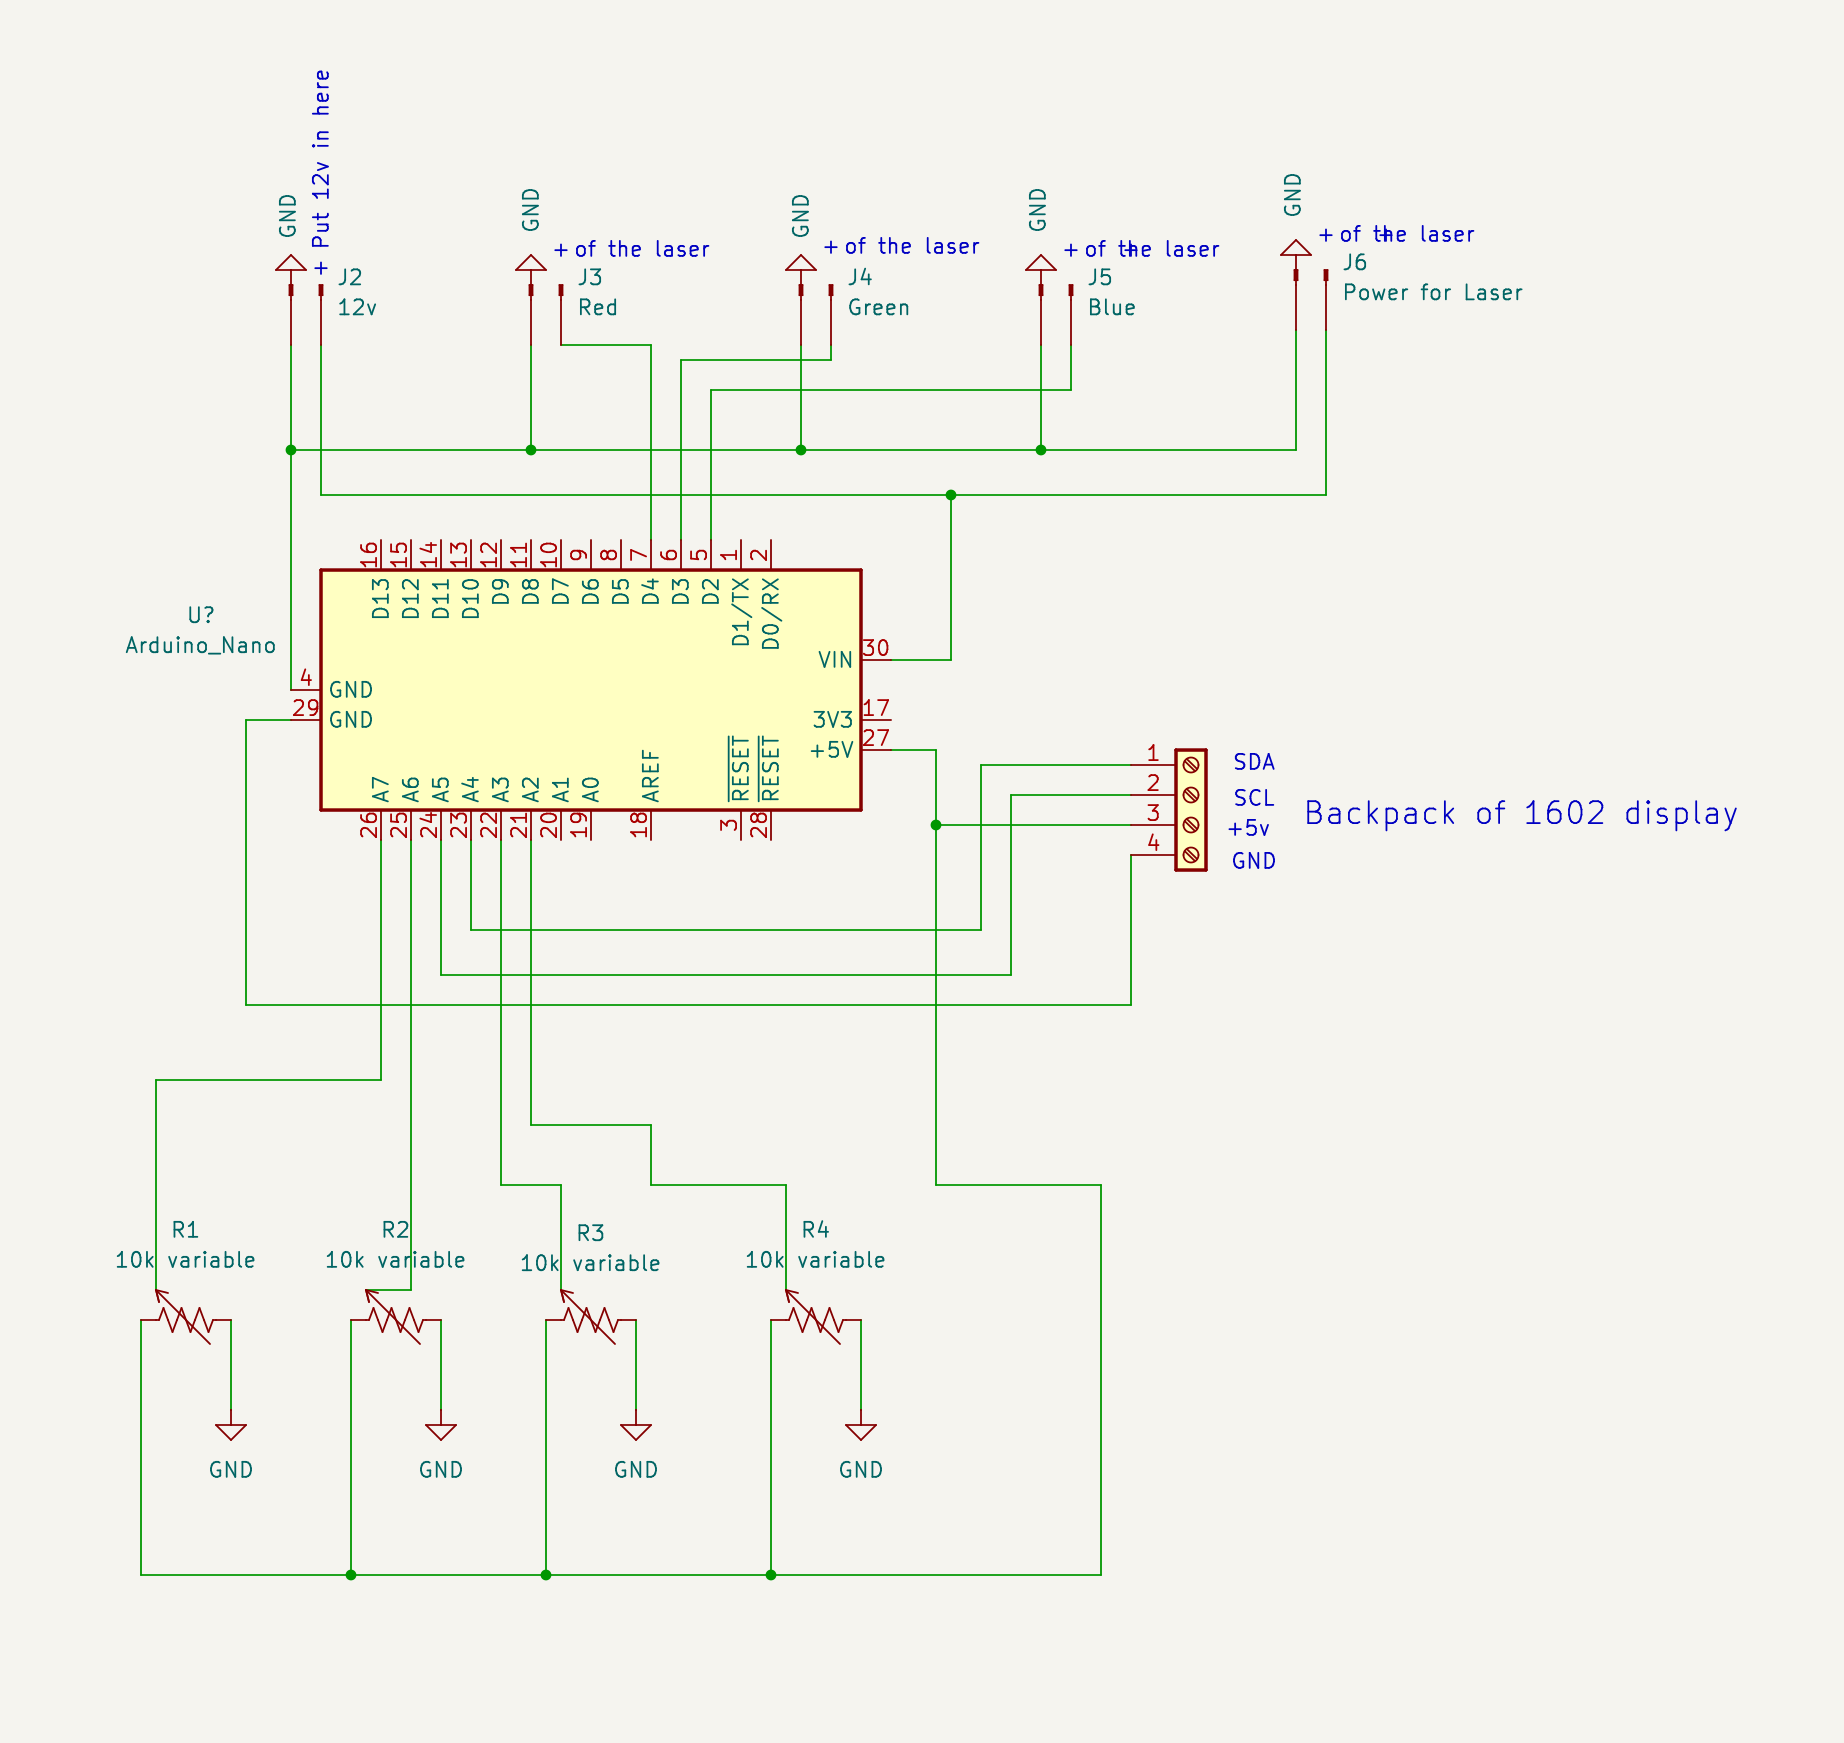 + Put 12v in here
GND
GND
GND
GND
GND
+ of the laser
+ of the laser
+ of the laser
+
+ of the laser
+
J2
12v
J3
Red
J4
Green
J5
Blue
J6
Power for Laser
16 15 14 13 12 11 10 9 8 7 6 5 1 2
D13 D12 D11 D10 D9 D8 D7 D6 D5 D4 D3 D2 D1/TX D0/RX
U?
Arduino_Nano
4 GND
29 GND
VIN 30
3V3 17
+5V 27
A7 A6 A5 A4 A3 A2 A1 A0 AREF RESET RESET
26 25 24 23 22 21 20 19 18 3 28
1 SDA
2 SCL
3 +5v
4 GND
Backpack of 1602 display
R1
10k variable
R2
10k variable
R3
10k variable
R4
10k variable
GND
GND
GND
GND